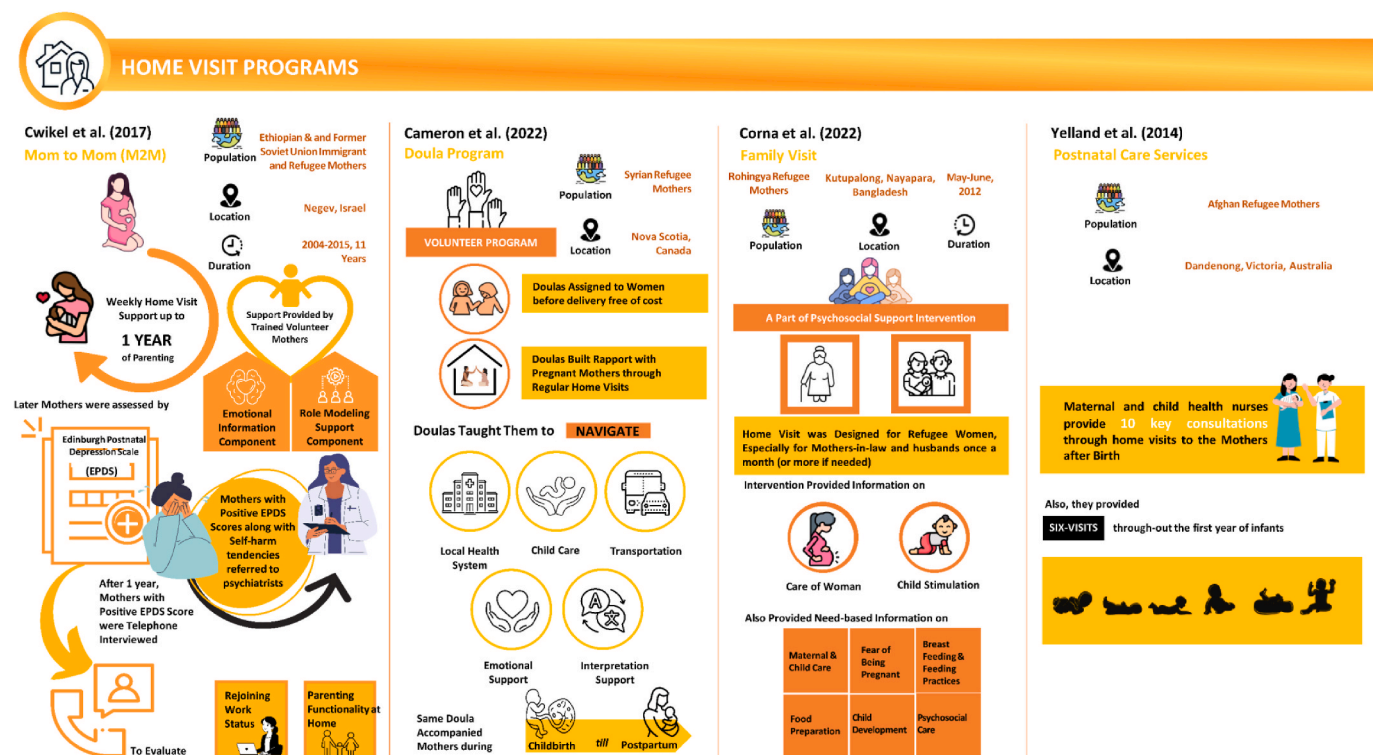 HOME VISIT PROGRAMS
Cwikel et al. (2017)
Mom to Mom (M2M)
Population
Ethiopian & and Former
Soviet Union Immigrant
and Refugee Mothers
Location
Negev, Israel
Duration
2004-2015, 11
Years
Weekly Home Visit
Support up to
1 YEAR
of Parenting
Support Provided by
Trained Volunteer
Mothers
Emotional
Information
Component
Role Modeling
Support
Component
Later Mothers were assessed by
Edinburgh Postnatal
Depression Scale
(EPDS)
Mothers with
Positive EPDS
Scores along with
Self-harm
tendencies
referred to
psychiatrists
After 1 year,
Mothers with
Positive EPDS Score
were Telephone
Interviewed
To Evaluate
Rejoining
Work
Status
Parenting
Functionality at
Home
Cameron et al. (2022)
Doula Program
Population
Syrian Refugee
Mothers
VOLUNTEER PROGRAM
Location
Nova Scotia,
Canada
Doulas Assigned to Women
before delivery free of cost
Doulas Built Rapport with
Pregnant Mothers through
Regular Home Visits
Doulas Taught Them to NAVIGATE
Local Health
System
Child Care
Transportation
A
Emotional
Support
Interpretation
Support
Same Doula
Accompanied
Mothers during
Childbirth till Postpartum
Corna et al. (2022)
Family Visit
Rohingya Refugee
Mothers
Population
Kutupalong, Nayapara,
Bangladesh
Location
May-June,
2012
Duration
A Part of Psychosocial Support Intervention
Home Visit was Designed for Refugee Women,
Especially for Mothers-in-law and husbands once a
month (or more if needed)
Intervention Provided Information on
Care of Woman
Child Stimulation
Also Provided Need-based Information on
Maternal &
Child Care
Fear of
Being
Pregnant
Breast
Feeding &
Feeding
Practices
Food
Preparation
Child
Development
Psychosocial
Care
Yelland et al. (2014)
Postnatal Care Services
Population
Afghan Refugee Mothers
Location
Dandenong, Victoria, Australia
Maternal and child health nurses
provide 10 key consultations
through home visits to the Mothers
after Birth
Also, they provided
SIX-VISITS through-out the first year of infants